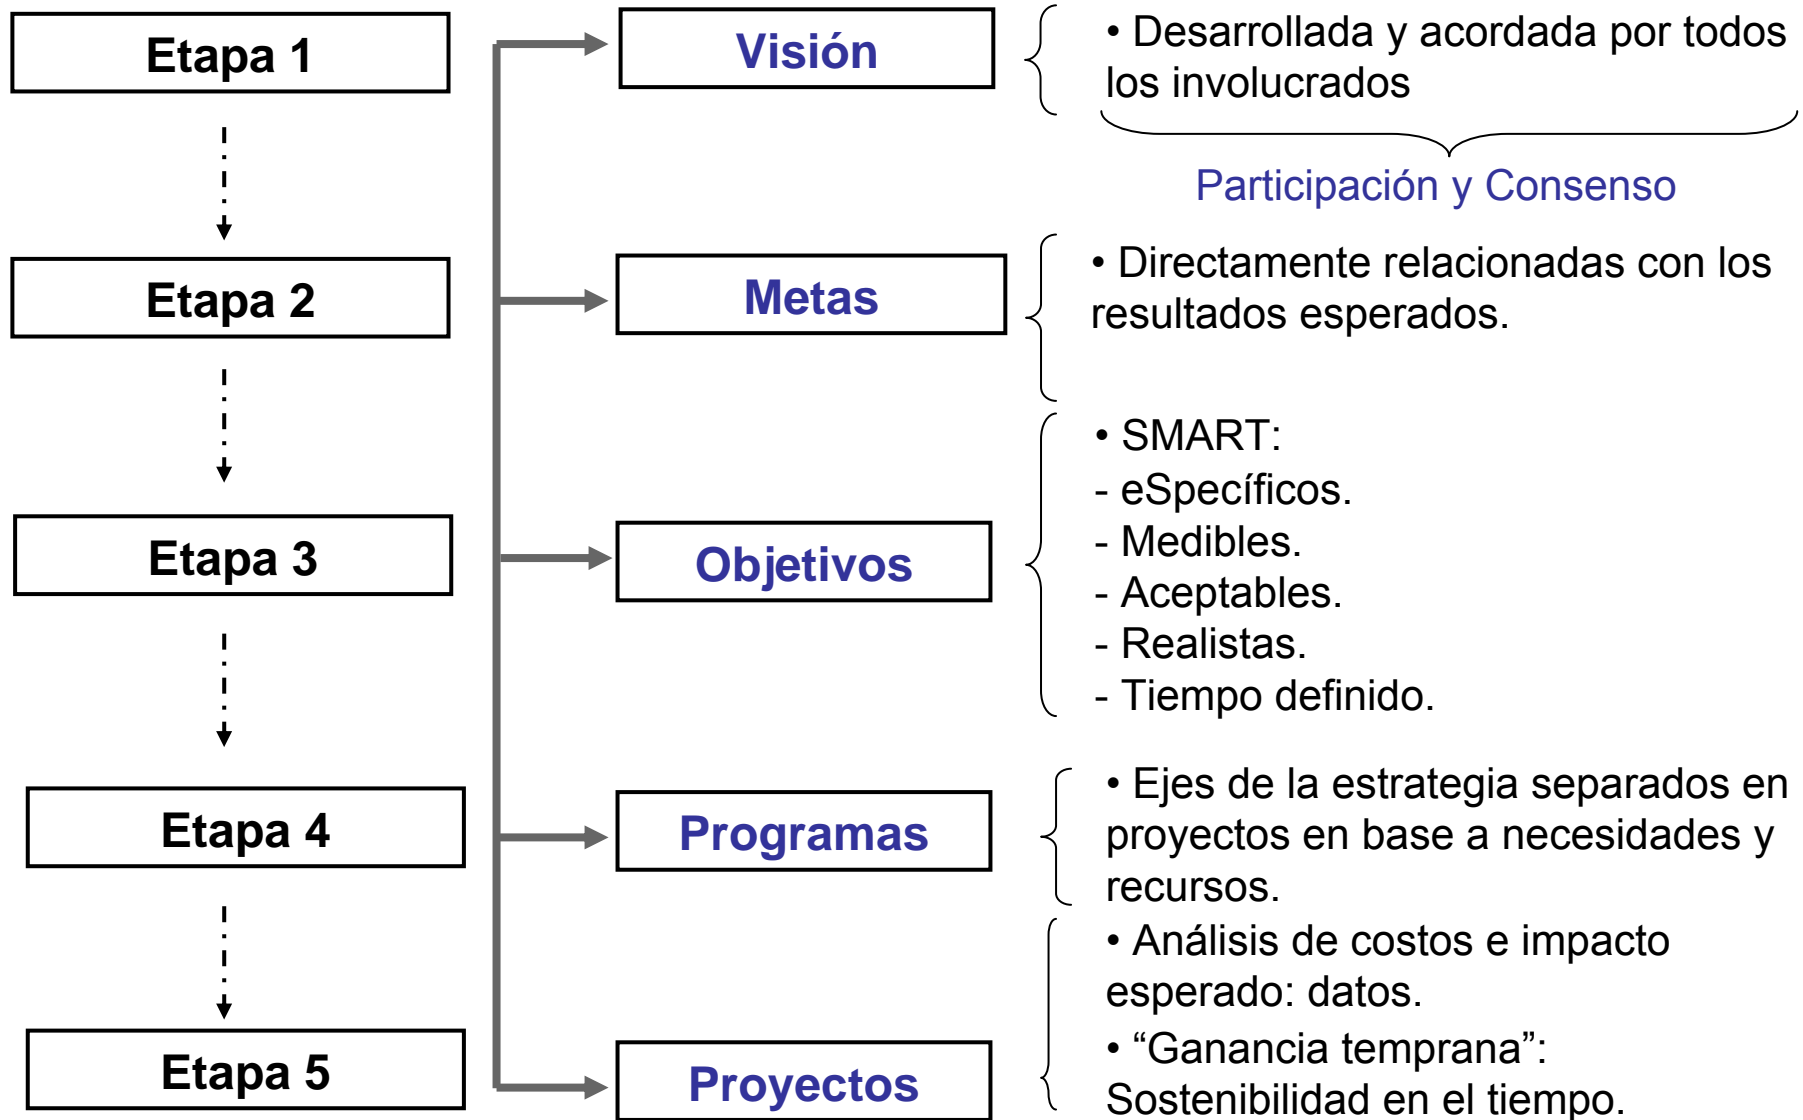 Etapa 1
Visión
• Desarrollada y acordada por todos
los involucrados
Participación y Consenso
Etapa 2
Metas
• Directamente relacionadas con los
resultados esperados.
Etapa 3
Objetivos
• SMART:
- eSpecíficos.
- Medibles.
- Aceptables.
- Realistas.
- Tiempo definido.
Etapa 4
Programas
• Ejes de la estrategia separados en
proyectos en base a necesidades y
recursos.
Etapa 5
Proyectos
• Análisis de costos e impacto
esperado: datos.
• “Ganancia temprana”:
Sostenibilidad en el tiempo.